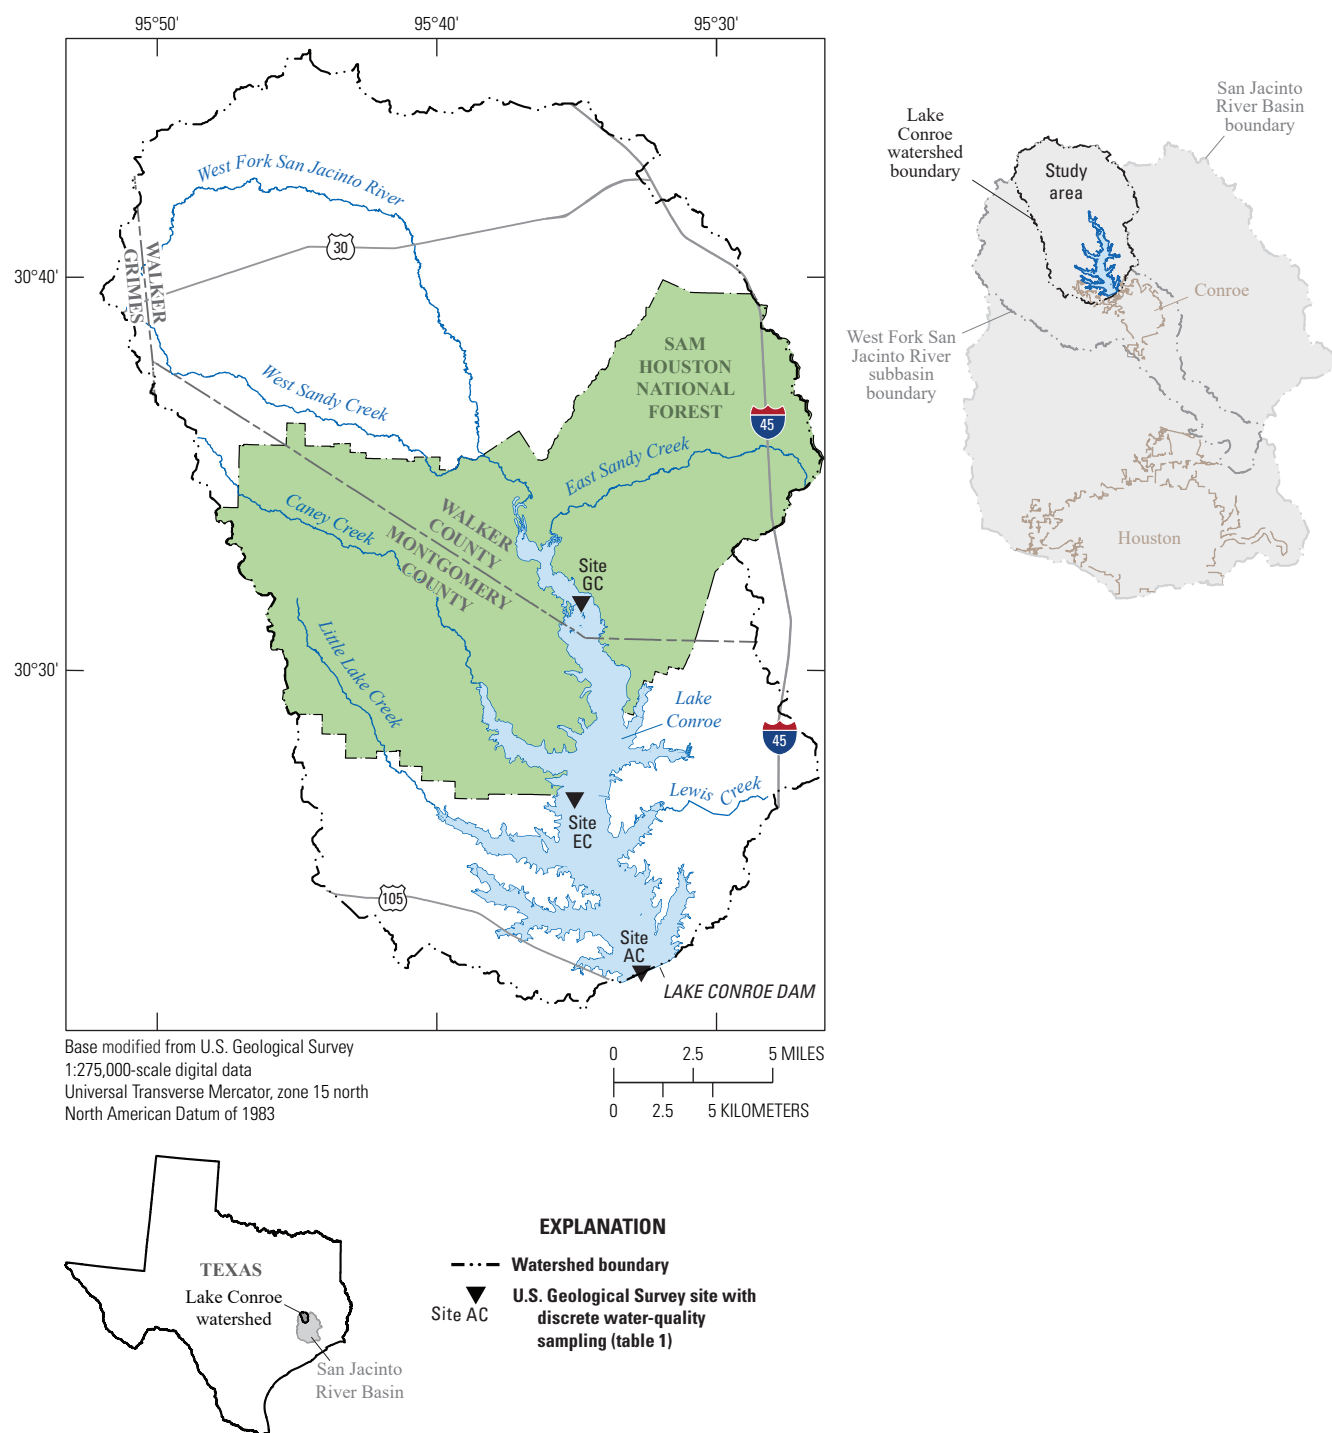 95°50'
95°40'
95°30'
30°40'
30°30'
West Fork San Jacinto River
30
WALKER
GRIMES
West Sandy Creek
SAM
HOUSTON
NATIONAL
FOREST
45
East Sandy Creek
Caney Creek
WALKER
COUNTY
MONTGOMERY
COUNTY
Site
GC
Little Lake Creek
Lake
Conroe
45
Lewis Creek
Site
EC
105
Site
AC
LAKE CONROE DAM
Base modified from U.S. Geological Survey
1:275,000-scale digital data
Universal Transverse Mercator, zone 15 north
North American Datum of 1983
0 2.5 5 MILES
0 2.5 5 KILOMETERS
San Jacinto
River Basin
boundary
Lake
Conroe
watershed
boundary
Study
area
Conroe
West Fork San
Jacinto River
subbasin
boundary
Houston
TEXAS
Lake Conroe
watershed
San Jacinto
River Basin
EXPLANATION
Watershed boundary
Site AC
U.S. Geological Survey site with
discrete water-quality
sampling (table 1)